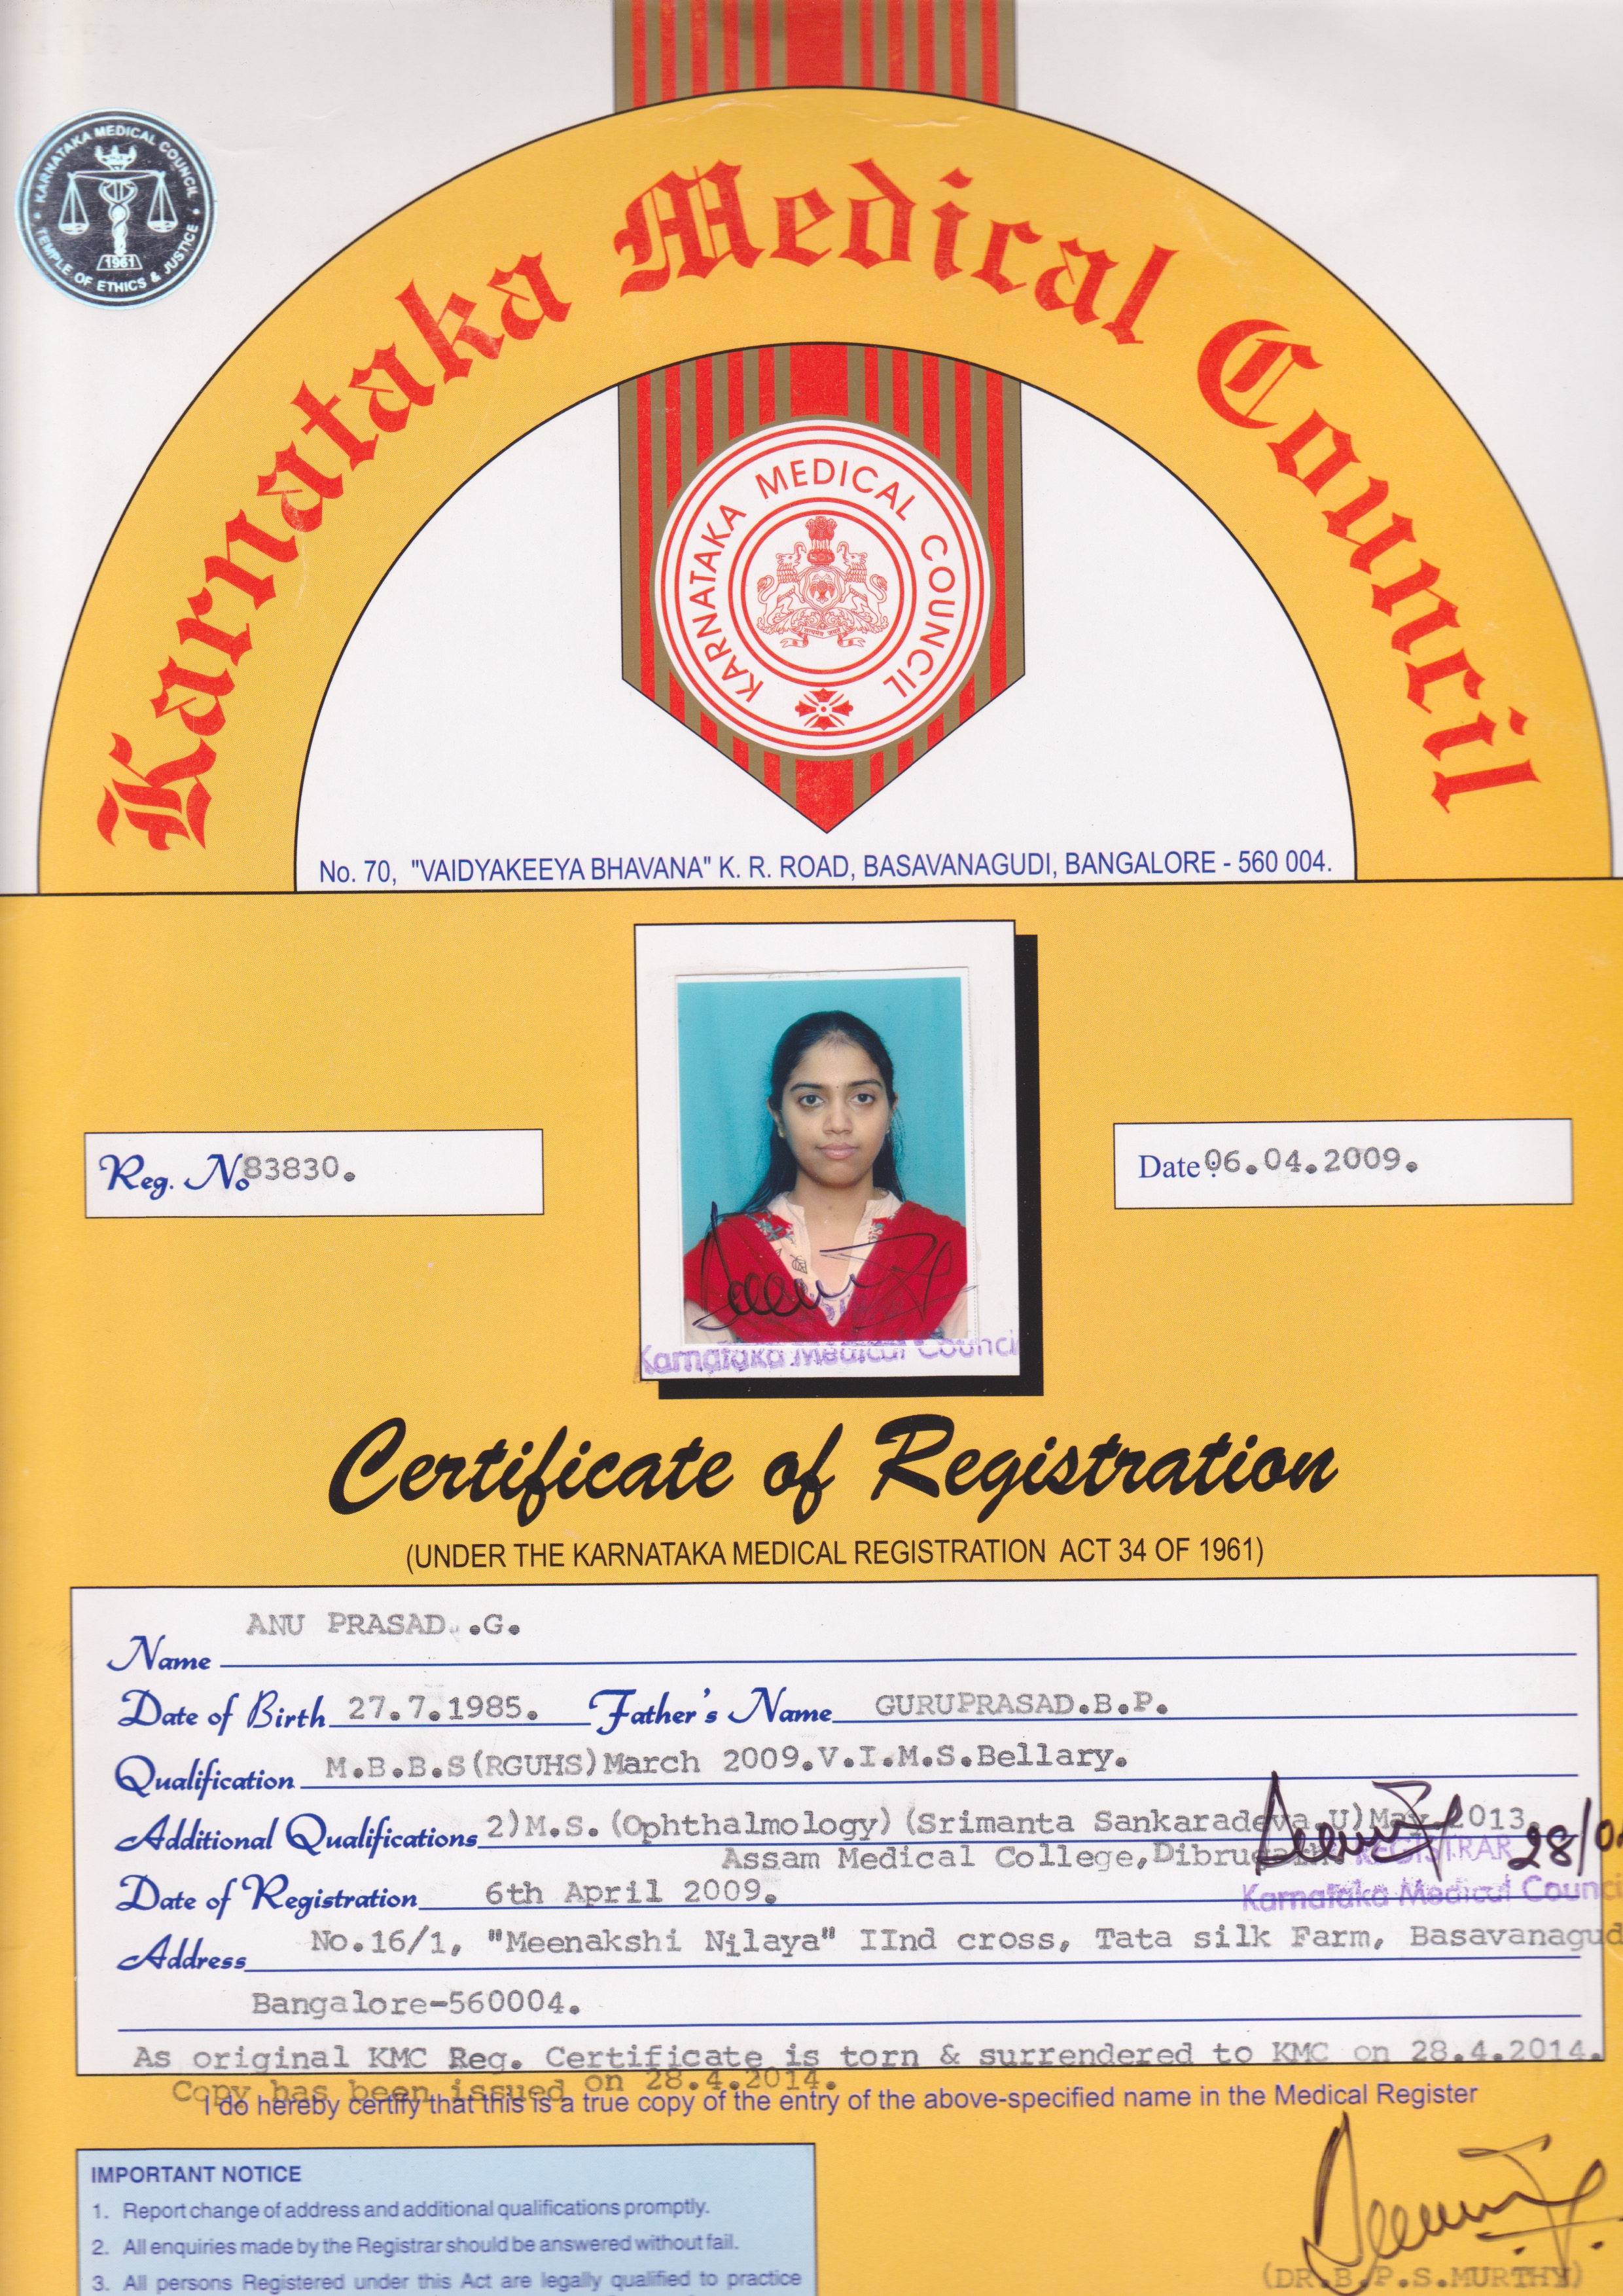 KARNATAKA MEDICAL COUNCIL
TEMPLE OF ETHICS & JUSTICE
1961
Karnataka Medical Council
KARNATAKA MEDICAL COUNCIL
No. 70, "VAIDYAKEEYA BHAVANA" K. R. ROAD, BASAVANAGUDI, BANGALORE - 560 004.
Reg. No 83830.
Date : 06.04.2009.
Karnataka Medical Counci
Certificate of Registration
(UNDER THE KARNATAKA MEDICAL REGISTRATION ACT 34 OF 1961)
Name ANU PRASAD..G.
Date of Birth 27.7.1985. Father's Name GURUPRASAD.B.P.
Qualification M.B.B.S(RGUHS)March 2009.V.I.M.S.Bellary.
Additional Qualifications 2)M.S.(Ophthalmology)(Srimanta Sankaradeva U)May 2013,
Assam Medical College, REGISTRAR
Date of Registration 6th April 2009. Karnataka Medical Counci
Address No.16/1, "Meenakshi Nilaya" IInd cross, Tata silk Farm, Basavanagud
Bangalore-560004.
As original KMC Reg. Certificate is torn & surrendered to KMC on 28.4.2014.
Copy has been issued on 28.4.2014.
I do hereby certify that this is a true copy of the entry of the above-specified name in the Medical Register
IMPORTANT NOTICE
1. Report change of address and additional qualifications promptly.
2. All enquiries made by the Registrar should be answered without fail.
3. All persons Registered under this Act are legally qualified to practice
(DR.B.P.S.MURTHY)